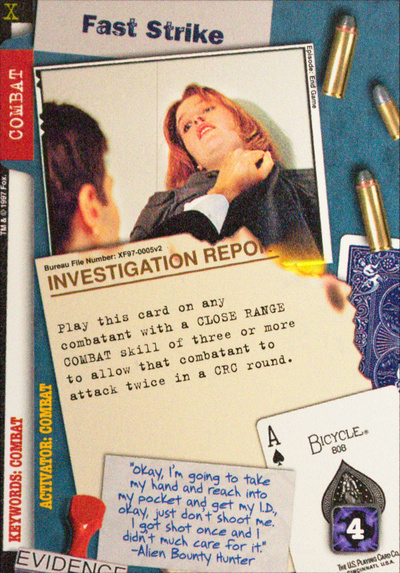 X
Fast Strike
COMBAT
Episode: End Game
TM & © 1997 Fox.
Bureau File Number: XF97-0005v2
INVESTIGATION REPO
Play this card on any
combatant with a CLOSE RANGE
COMBAT skill of three or more
to allow that combatant to
attack twice in a CRC round.
KEYWORDS: COMBAT
ACTIVATOR: COMBAT
"Okay, I'm going to take
my hand and reach into
my pocket and get my I.D.,
okay, just don't shoot me.
I got shot once and I
didn't much care for it."
-Alien Bounty Hunter
A
BICYCLE®
808
4
THE U.S. PLAYING CARD CO.
CINCINNATI, U.S.A.
EVIDENCE